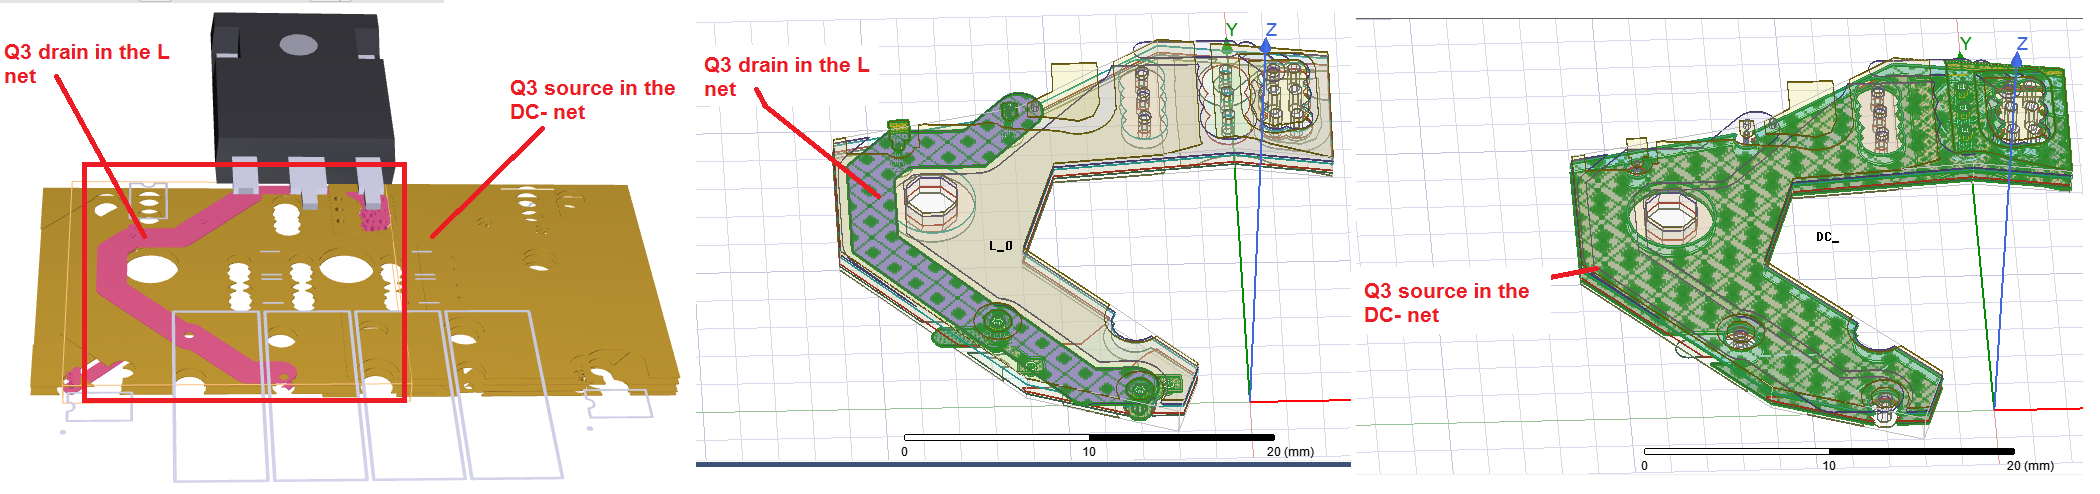 Q3 drain in the L
net
Q3 source in the
DC- net
Q3 drain in the L
net
Y
Z
L_0
0
10
20 (mm)
Y
Z
DC_
Q3 source in the
DC- net
0
10
20 (mm)